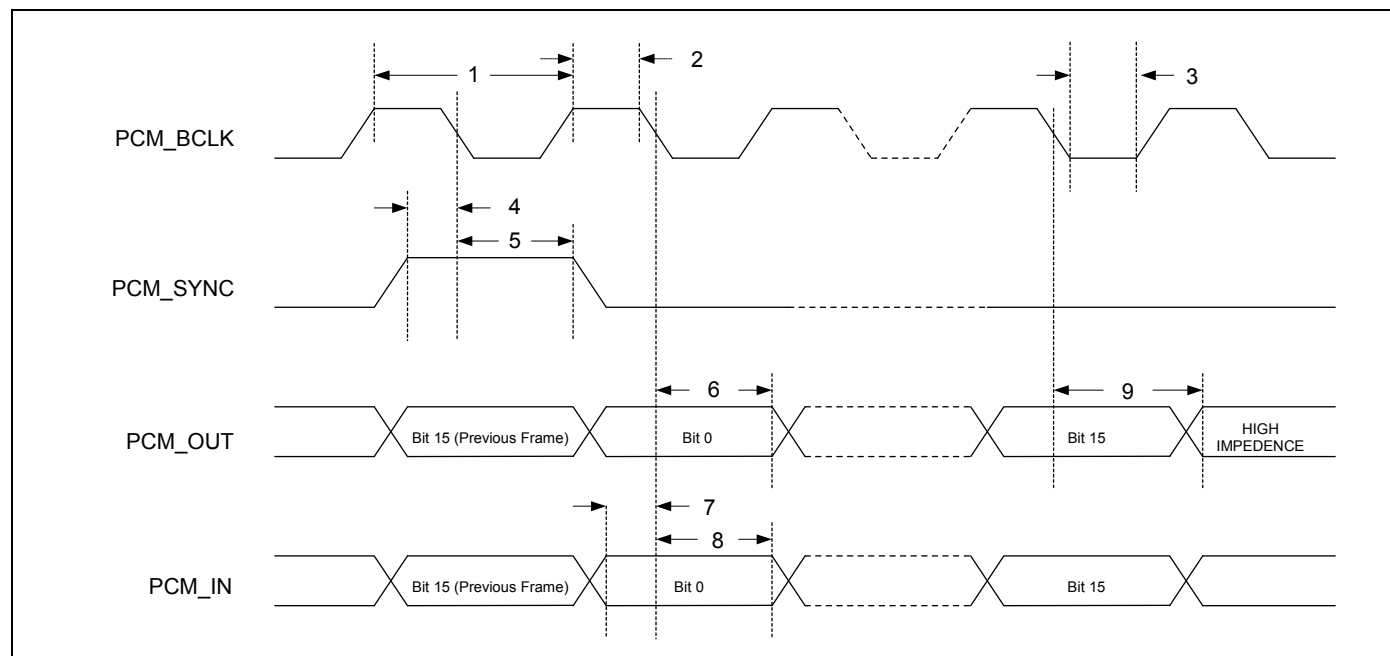 1
2
3
PCM_BCLK
4
5
PCM_SYNC
6
9
PCM_OUT
Bit 15 (Previous Frame)
Bit 0
Bit 15
HIGH
IMPEDENCE
7
8
PCM_IN
Bit 15 (Previous Frame)
Bit 0
Bit 15